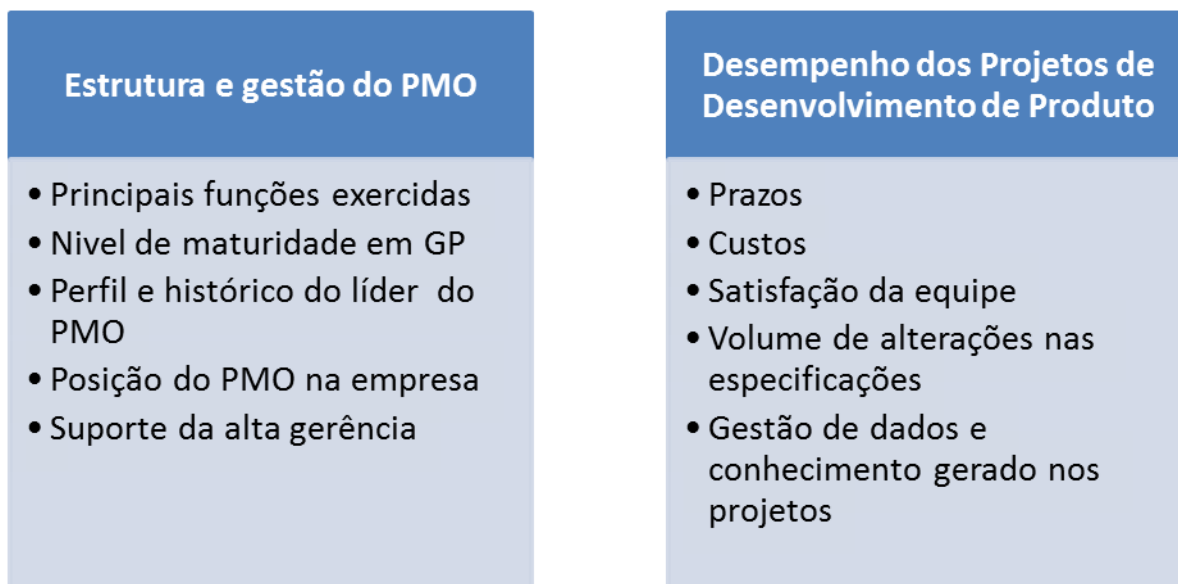 Estrutura e gestão do PMO
• Principais funções exercidas
• Nivel de maturidade em GP
• Perfil e histórico do líder do
PMO
• Posição do PMO na empresa
• Suporte da alta gerência
Desempenho dos Projetos de
Desenvolvimento de Produto
• Prazos
• Custos
• Satisfação da equipe
• Volume de alterações nas
especificações
• Gestão de dados e
conhecimento gerado nos
projetos